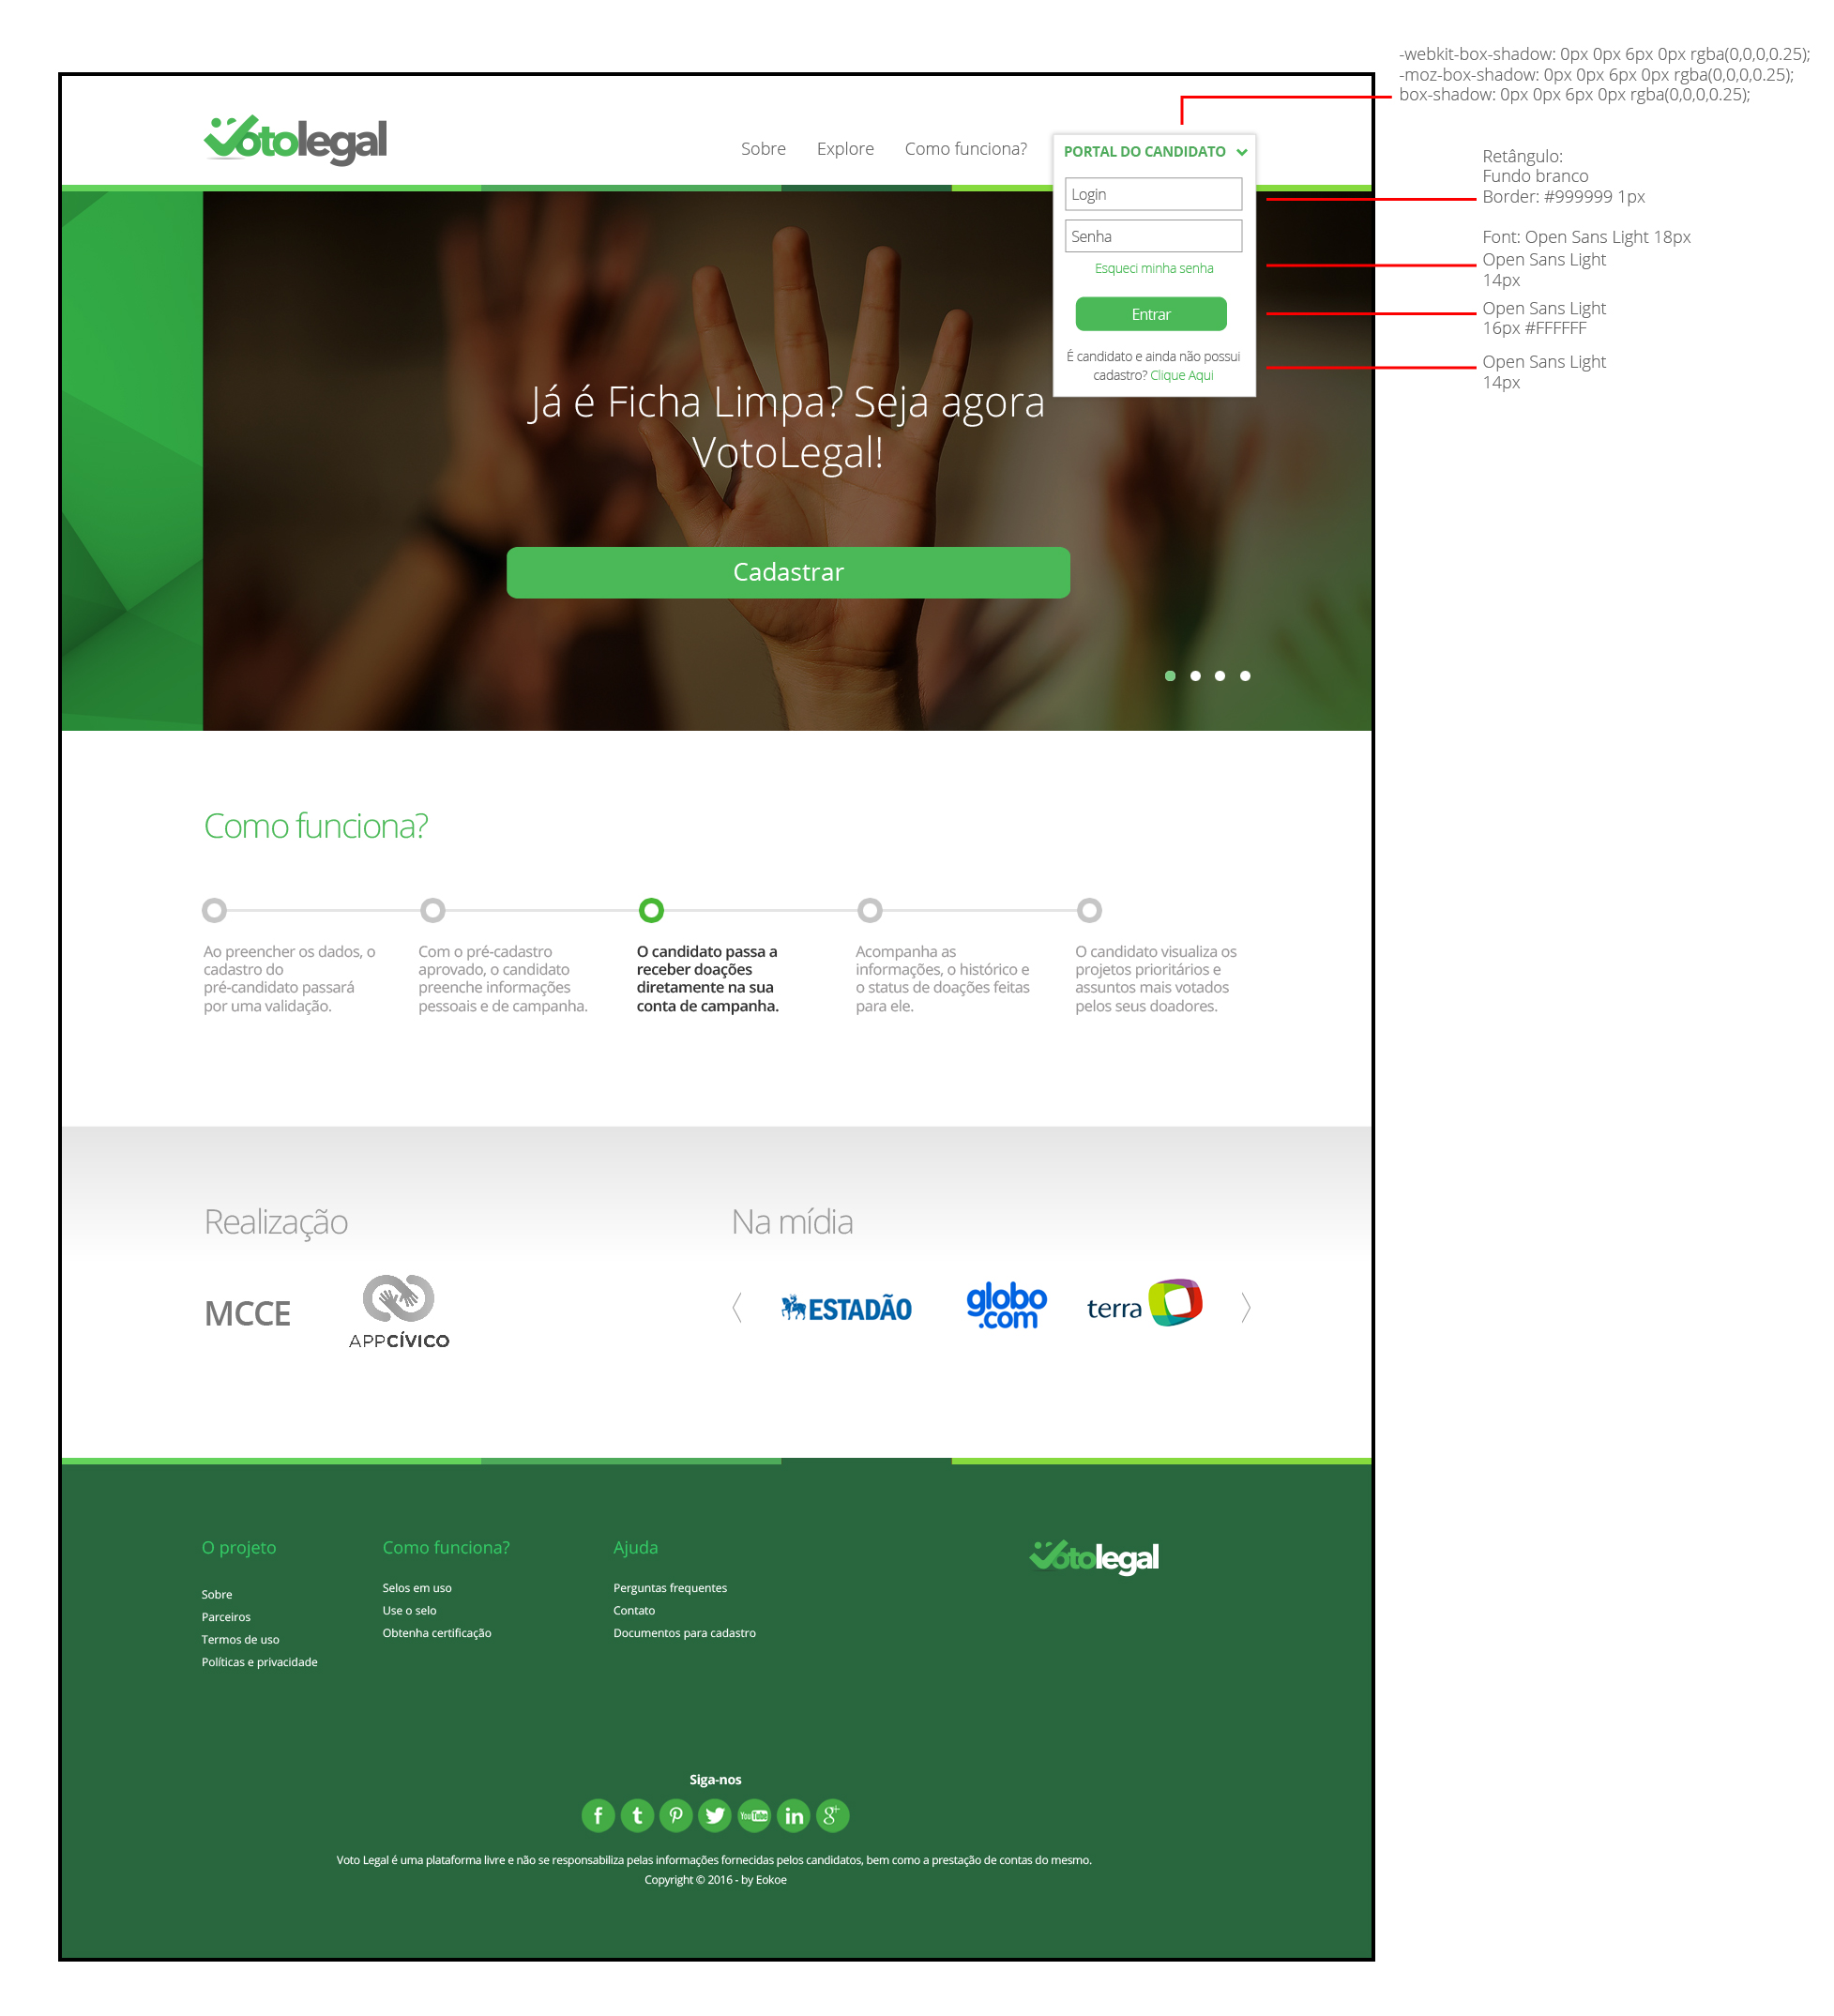 -webkit-box-shadow: 0px 0px 6px 0px rgba(0,0,0,0.25);
-moz-box-shadow: 0px 0px 6px 0px rgba(0,0,0,0.25);
box-shadow: 0px 0px 6px 0px rgba(0,0,0,0.25);
Votolegal
Sobre
Explore
Como funciona?
PORTAL DO CANDIDATO
Login
Senha
Esqueci minha senha
Entrar
É candidato e ainda não possui
cadastro? Clique Aqui
Retângulo:
Fundo branco
Border: #999999 1px
Font: Open Sans Light 18px
Open Sans Light
14px
Open Sans Light
16px #FFFFFF
Open Sans Light
14px
Já é Ficha Limpa? Seja agora
VotoLegal!
Cadastrar
Como funciona?
Ao preencher os dados, o
cadastro do
pré-candidato passará
por uma validação.
Com o pré-cadastro
aprovado, o candidato
preenche informações
pessoais e de campanha.
O candidato passa a
receber doações
diretamente na sua
conta de campanha.
Acompanha as
informações, o histórico e
o status de doações feitas
para ele.
O candidato visualiza os
projetos prioritários e
assuntos mais votados
pelos seus doadores.
Realização
MCCE
APPCÍVICO
Na mídia
ESTADÃO
globo
.com
terra
O projeto
Sobre
Parceiros
Termos de uso
Políticas e privacidade
Como funciona?
Selos em uso
Use o selo
Obtenha certificação
Ajuda
Perguntas frequentes
Contato
Documentos para cadastro
Votolegal
Siga-nos
f t p YouTube in g+
Voto Legal é uma plataforma livre e não se responsabiliza pelas informações fornecidas pelos candidatos, bem como a prestação de contas do mesmo.
Copyright © 2016 - by Eokoe